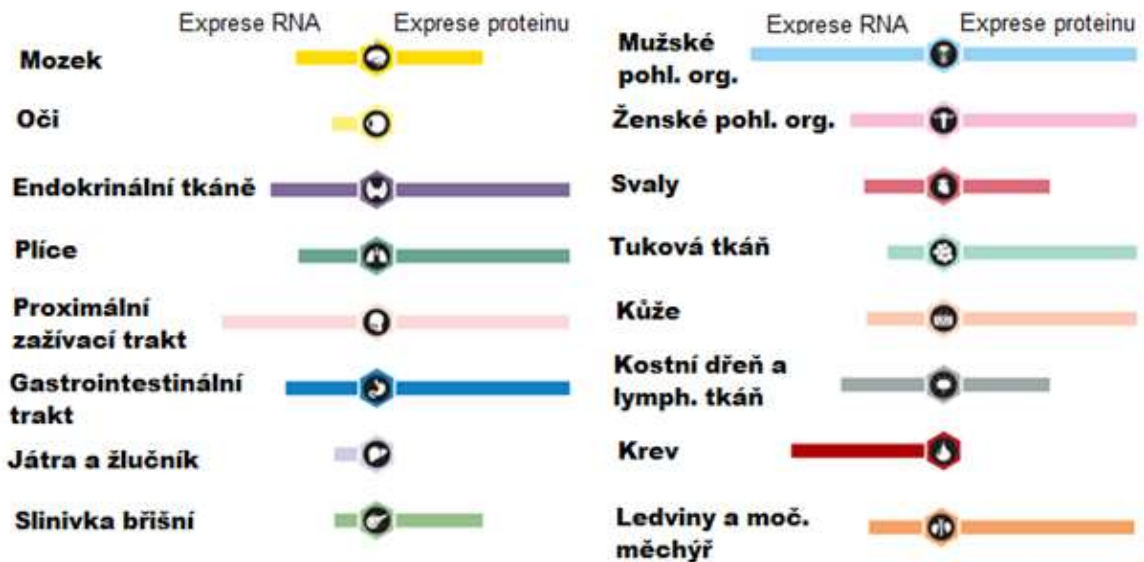 Exprese RNA Exprese proteinu
Mozek
Oči
Endokrinální tkáně
Plíce
Proximální
zažívací trakt
Gastrointestinální
trakt
Játra a žlučník
Slinivka břišní
Exprese RNA Exprese proteinu
Mužské
pohl. org.
Ženské pohl. org.
Svaly
Tuková tkáň
Kůže
Kostní dřeň a
lymph. tkáň
Krev
Ledviny a moč.
měchýř